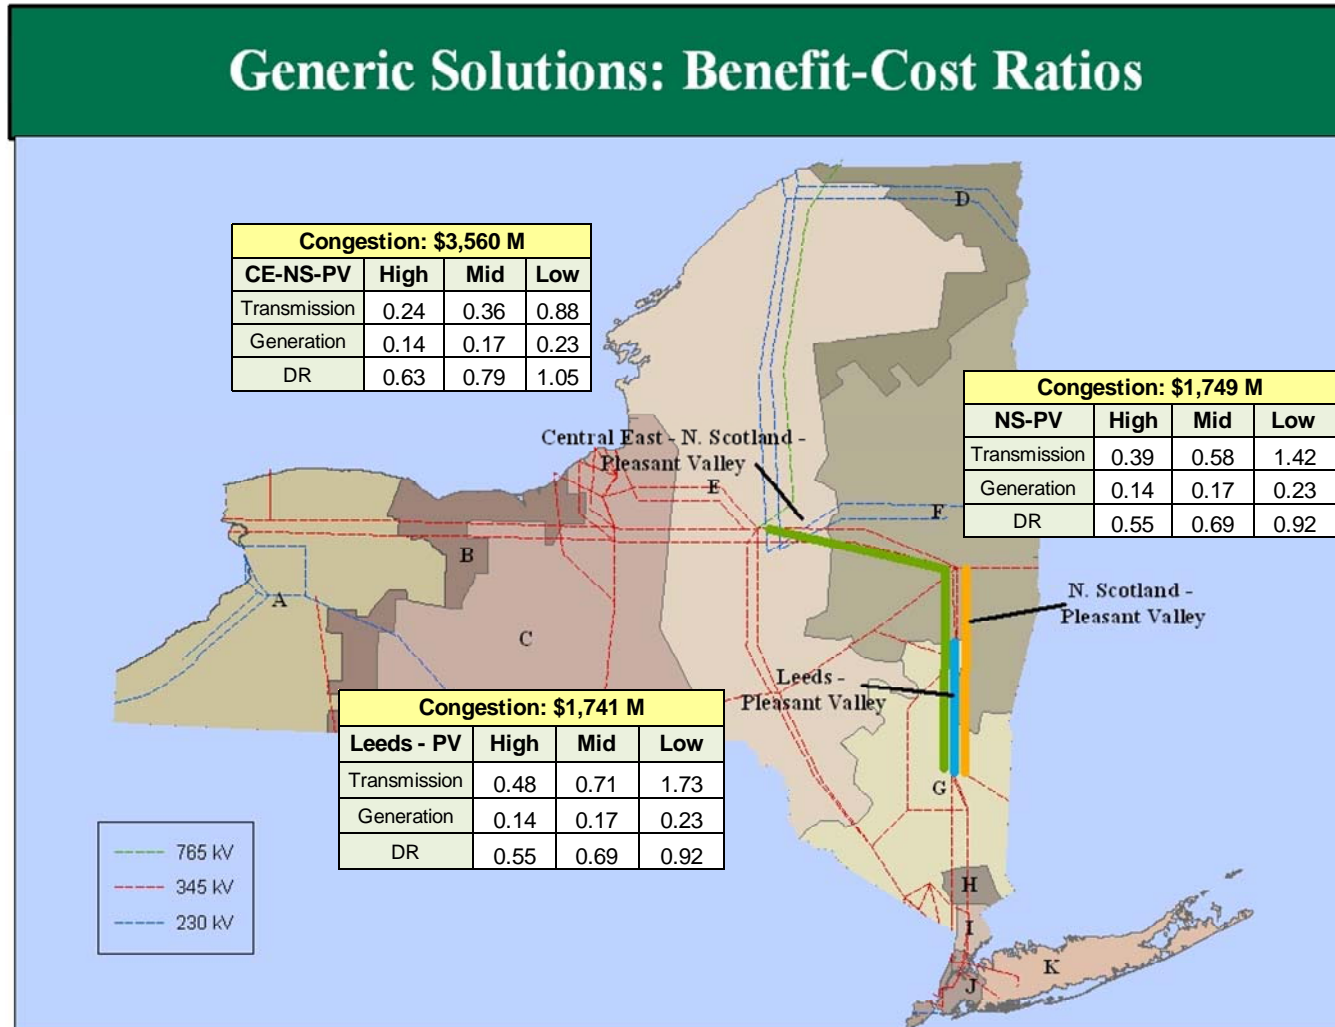 Generic Solutions: Benefit-Cost Ratios
D
Congestion: $3,560 M
CE-NS-PV High Mid Low
Transmission 0.24 0.36 0.88
Generation 0.14 0.17 0.23
DR 0.63 0.79 1.05
Congestion: $1,749 M
NS-PV High Mid Low
Transmission 0.39 0.58 1.42
Generation 0.14 0.17 0.23
DR 0.55 0.69 0.92
Central East - N. Scotland -
Pleasant Valley
E
F
B
A
C
N. Scotland -
Pleasant Valley
Leeds -
Pleasant Valley
Congestion: $1,741 M
Leeds - PV High Mid Low
Transmission 0.48 0.71 1.73
Generation 0.14 0.17 0.23
DR 0.55 0.69 0.92
G
765 kV
345 kV
230 kV
H
I
K
J